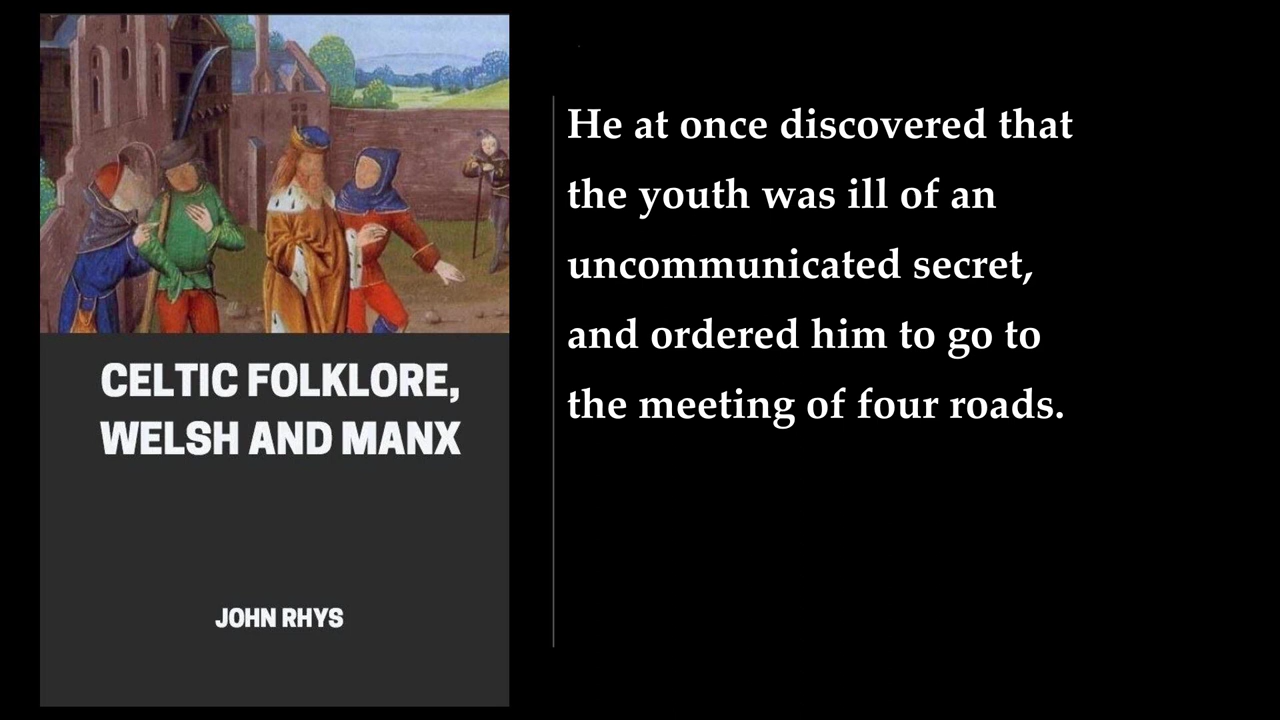 CELTIC FOLKLORE,
WELSH AND MANX
JOHN RHYS
He at once discovered that
the youth was ill of an
uncommunicated secret,
and ordered him to go to
the meeting of four roads.